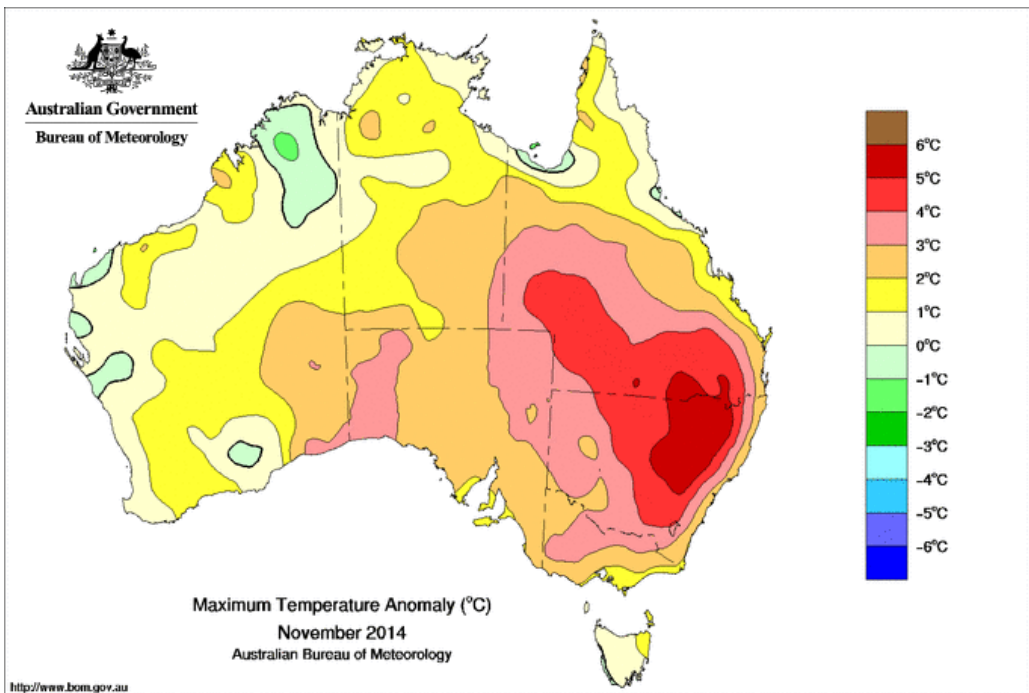 Australian Government
Bureau of Meteorology
6°C
5°C
4°C
3°C
2°C
1°C
0°C
-1°C
-2°C
-3°C
-4°C
-5°C
-6°C
Maximum Temperature Anomaly (°C)
November 2014
Australian Bureau of Meteorology
http://www.bom.gov.au